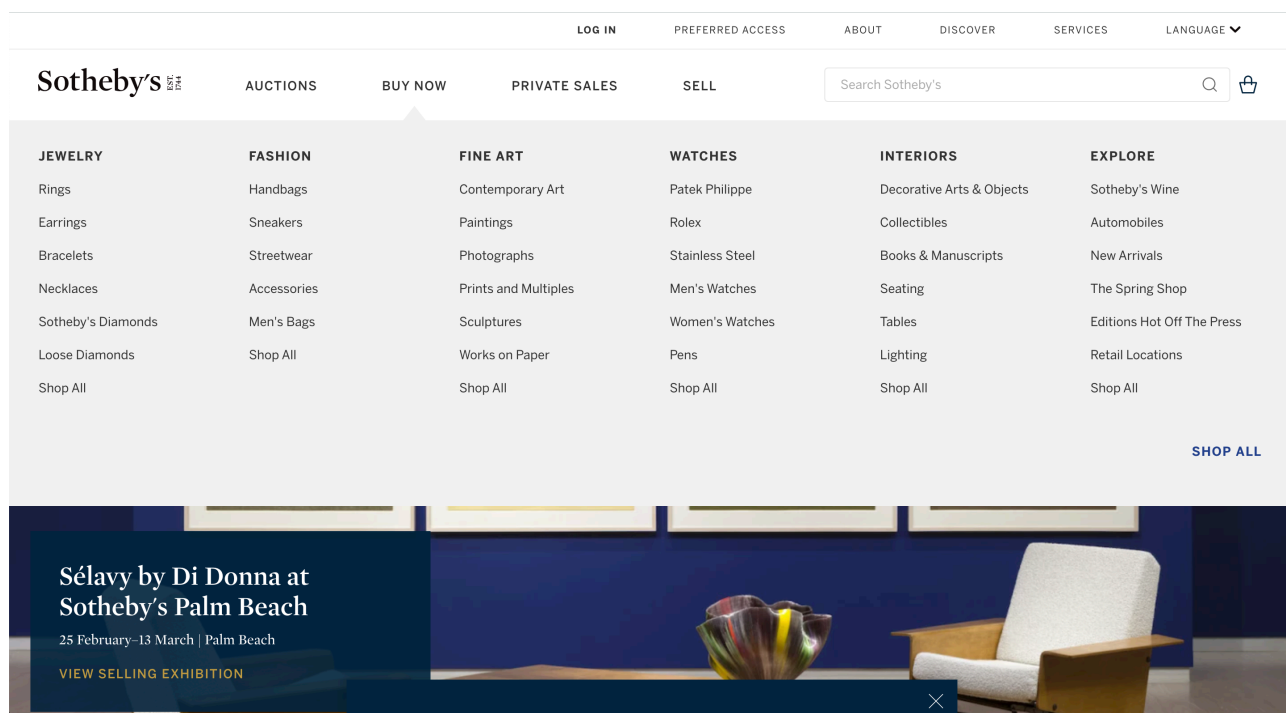 LOG IN
PREFERRED ACCESS
ABOUT
DISCOVER
SERVICES
LANGUAGE
Sotheby's EST. 1744
AUCTIONS
BUY NOW
PRIVATE SALES
SELL
Search Sotheby's
JEWELRY
Rings
Earrings
Bracelets
Necklaces
Sotheby's Diamonds
Loose Diamonds
Shop All
FASHION
Handbags
Sneakers
Streetwear
Accessories
Men's Bags
Shop All
FINE ART
Contemporary Art
Paintings
Photographs
Prints and Multiples
Sculptures
Works on Paper
Shop All
WATCHES
Patek Philippe
Rolex
Stainless Steel
Men's Watches
Women's Watches
Pens
Shop All
INTERIORS
Decorative Arts & Objects
Collectibles
Books & Manuscripts
Seating
Tables
Lighting
Shop All
EXPLORE
Sotheby's Wine
Automobiles
New Arrivals
The Spring Shop
Editions Hot Off The Press
Retail Locations
Shop All
SHOP ALL
Sélavy by Di Donna at
Sotheby's Palm Beach
25 February–13 March | Palm Beach
VIEW SELLING EXHIBITION